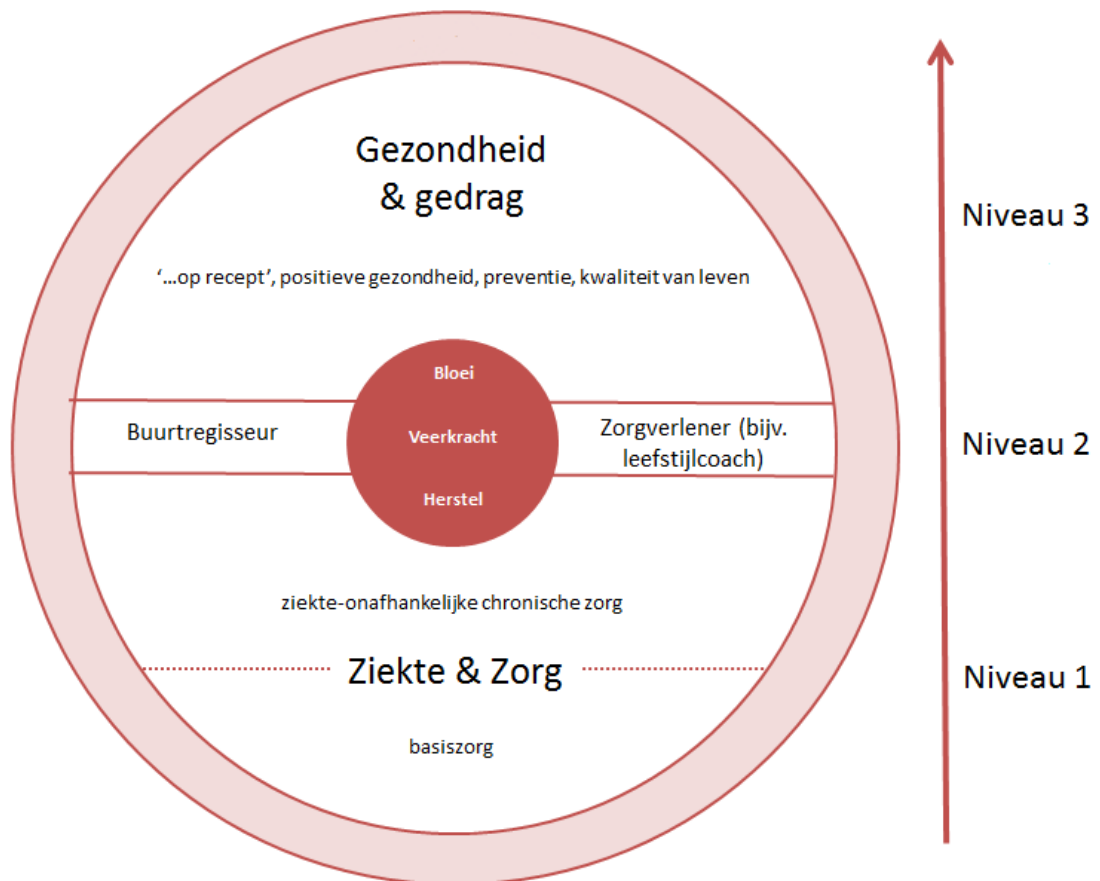 Gezondheid
& gedrag
Niveau 3
‘...op recept’, positieve gezondheid, preventie, kwaliteit van leven
Bloei
Buurtregisseur
Veerkracht
Zorgverlener (bijv.
leefstijlcoach)
Niveau 2
Herstel
ziekte-onafhankelijke chronische zorg
Ziekte & Zorg
Niveau 1
basiszorg